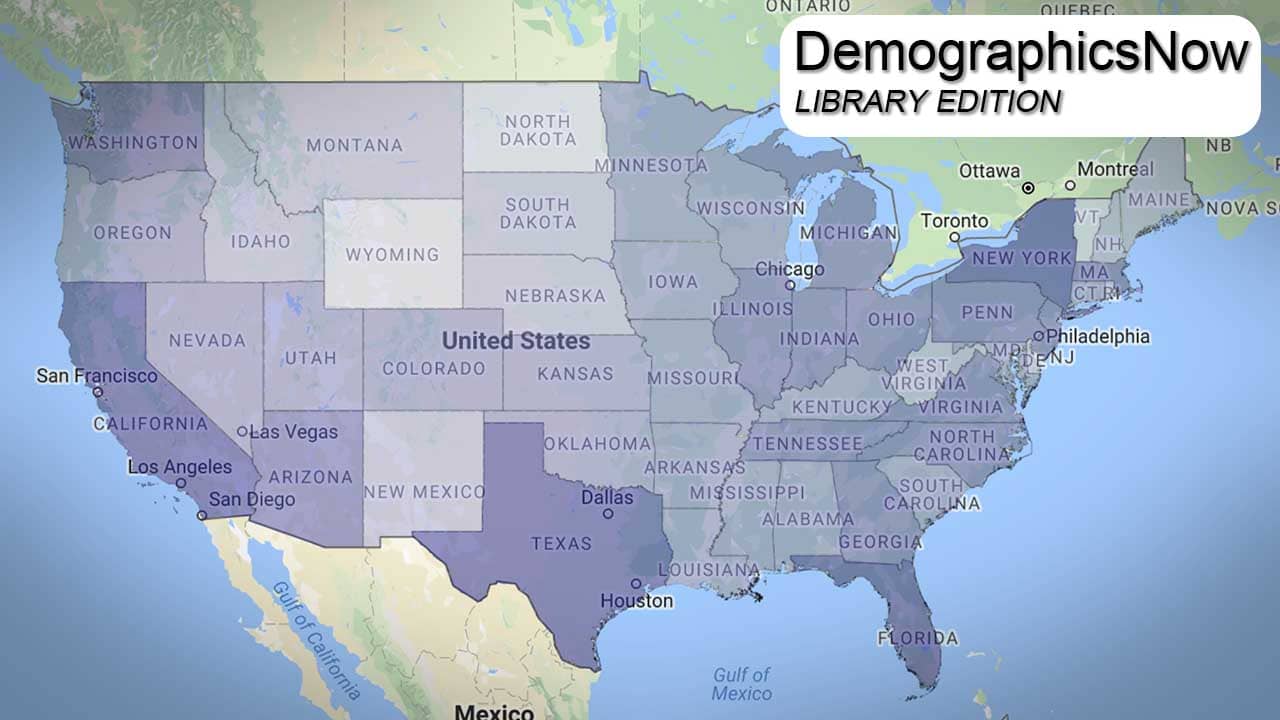 ONTARIO
QUEBEC
DemographicsNow
LIBRARY EDITION
NB
NOVA S
Ottawa
Montreal
Toronto
WASHINGTON
MONTANA
NORTH
DAKOTA
MINNESOTA
SOUTH
DAKOTA
WISCONSIN
MICHIGAN
MAINE
VT
NH
OREGON
IDAHO
WYOMING
NEW YORK
MA
CT
RI
Chicago
IOWA
ILLINOIS
NEBRASKA
INDIANA
OHIO
PENN
Philadelphia
NEVADA
UTAH
COLORADO
United States
KANSAS
MISSOURI
WEST
VIRGINIA
MD
DE
NJ
San Francisco
CALIFORNIA
Las Vegas
KENTUCKY
VIRGINIA
Los Angeles
ARIZONA
NEW MEXICO
OKLAHOMA
ARKANSAS
TENNESSEE
NORTH
CAROLINA
San Diego
Dallas
MISSISSIPPI
ALABAMA
SOUTH
CAROLINA
TEXAS
GEORGIA
LOUISIANA
Houston
FLORIDA
Gulf of California
Gulf of
Mexico
Mexico